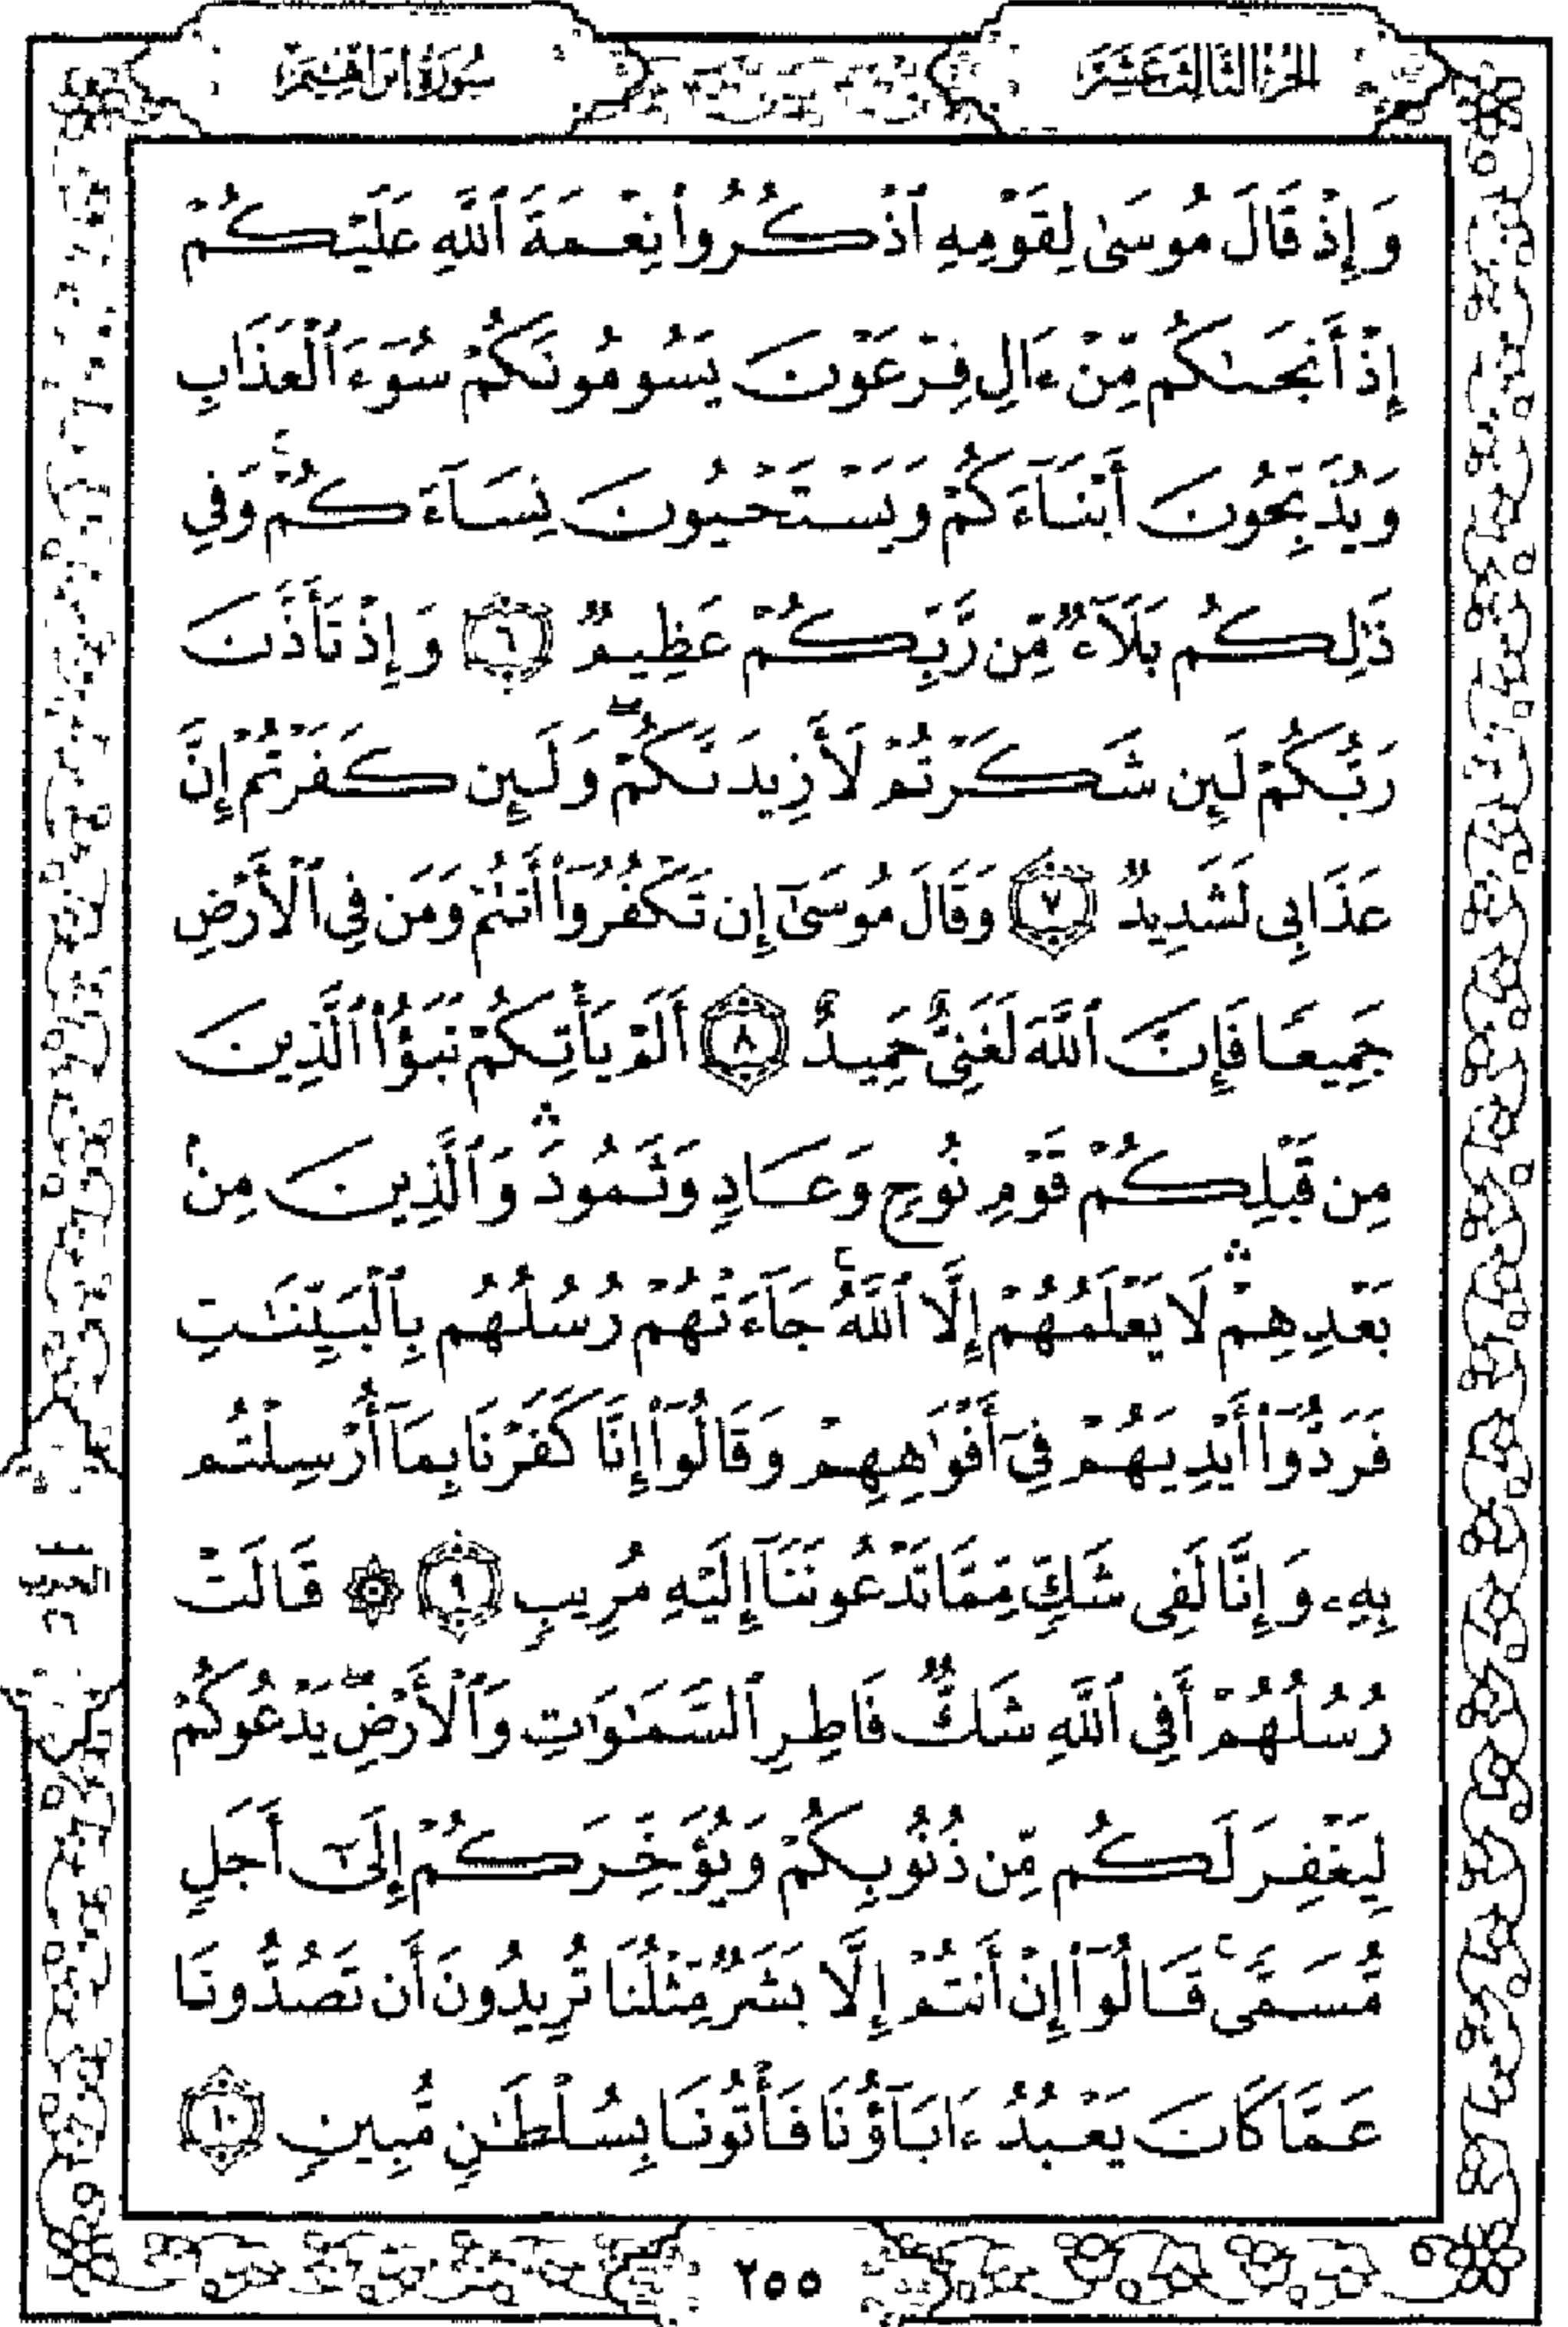 الجزء الثالث عشر
سورة ابراهيم
وَإِذْ قَالَ مُوسَىٰ لِقَوْمِهِ ٱذْكُرُوا۟ نِعْمَةَ ٱللَّهِ عَلَيْكُمْ
إِذْ أَنجَىٰكُم مِّنْ ءَالِ فِرْعَوْنَ يَسُومُونَكُمْ سُوٓءَ ٱلْعَذَابِ
وَيُذَبِّحُونَ أَبْنَآءَكُمْ وَيَسْتَحْيُونَ نِسَآءَكُمْ ۚ وَفِى
ذَٰلِكُم بَلَآءٌ مِّن رَّبِّكُمْ عَظِيمٌ ٦ وَإِذْ تَأَذَّنَ
رَبُّكُمْ لَئِن شَكَرْتُمْ لَأَزِيدَنَّكُمْ ۖ وَلَئِن كَفَرْتُمْ إِنَّ
عَذَابِى لَشَدِيدٌ ٧ وَقَالَ مُوسَىٰٓ إِن تَكْفُرُوٓا۟ أَنتُمْ وَمَن فِى ٱلْأَرْضِ
جَمِيعًا فَإِنَّ ٱللَّهَ لَغَنِىٌّ حَمِيدٌ ٨ أَلَمْ يَأْتِكُمْ نَبَؤُا۟ ٱلَّذِينَ
مِن قَبْلِكُمْ قَوْمِ نُوحٍ وَعَادٍ وَثَمُودَ ۛ وَٱلَّذِينَ مِنۢ
بَعْدِهِمْ ۛ لَا يَعْلَمُهُمْ إِلَّا ٱللَّهُ ۚ جَآءَتْهُمْ رُسُلُهُم بِٱلْبَيِّنَٰتِ
فَرَدُّوٓا۟ أَيْدِيَهُمْ فِىٓ أَفْوَٰهِهِمْ وَقَالُوٓا۟ إِنَّا كَفَرْنَا بِمَآ أُرْسِلْتُم
بِهِۦ وَإِنَّا لَفِى شَكٍّ مِّمَّا تَدْعُونَنَآ إِلَيْهِ مُرِيبٍ ٩ ۞ قَالَتْ
رُسُلُهُمْ أَفِى ٱللَّهِ شَكٌّ فَاطِرِ ٱلسَّمَٰوَٰتِ وَٱلْأَرْضِ ۖ يَدْعُوكُمْ
لِيَغْفِرَ لَكُم مِّن ذُنُوبِكُمْ وَيُؤَخِّرَكُمْ إِلَىٰٓ أَجَلٍ
مُّسَمًّى ۚ قَالُوٓا۟ إِنْ أَنتُمْ إِلَّا بَشَرٌ مِّثْلُنَا تُرِيدُونَ أَن تَصُدُّونَا
عَمَّا كَانَ يَعْبُدُ ءَابَآؤُنَا فَأْتُونَا بِسُلْطَٰنٍ مُّبِينٍ ١٠
٢٥٥